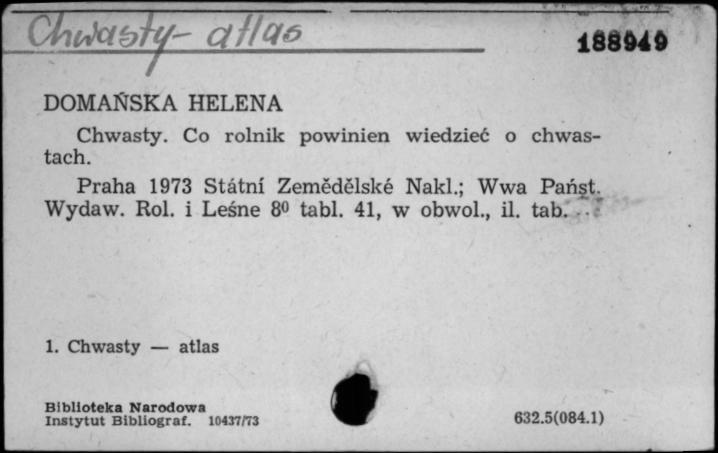 Chwasty - atlas
188949
DOMAŃSKA HELENA
Chwasty. Co rolnik powinien wiedzieć o chwas-
tach.
Praha 1973 Státní Zemědělské Nakl.; Wwa Państ.
Wydaw. Rol. i Leśne 8⁰ tabl. 41, w obwol., il. tab.
1. Chwasty — atlas
Biblioteka Narodowa
Instytut Bibliograf. 10437/73
632.5(084.1)